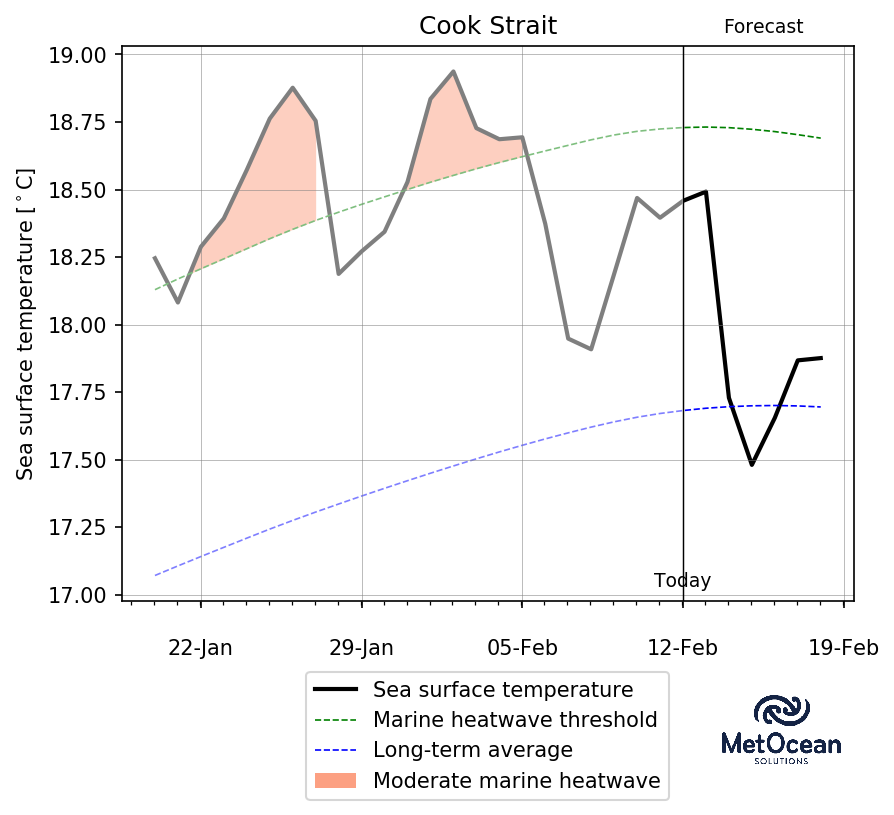 Cook Strait
Forecast
Sea surface temperature [°C]
19.00
18.75
18.50
18.25
18.00
17.75
17.50
17.25
17.00
Today
22-Jan
29-Jan
05-Feb
12-Feb
19-Feb
Sea surface temperature
Marine heatwave threshold
Long-term average
Moderate marine heatwave
MetOcean
SOLUTIONS